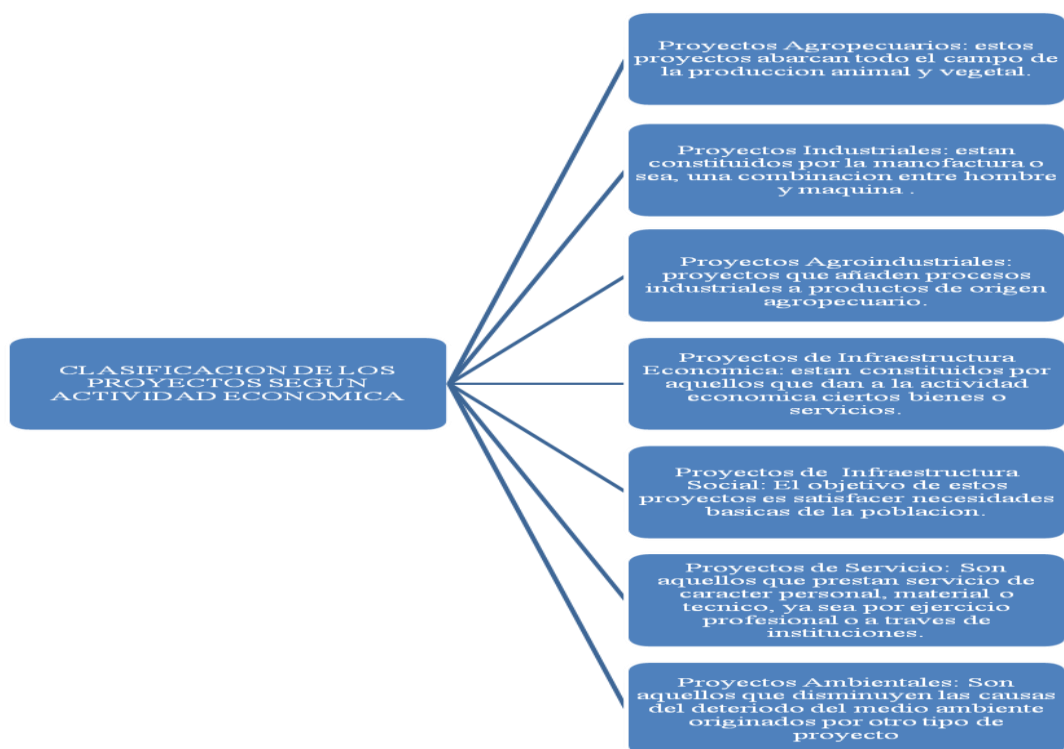 CLASIFICACION DE LOS
PROYECTOS SEGUN
ACTIVIDAD ECONOMICA
Proyectos Agropecuarios: estos
proyectos abarcan todo el campo de
la produccion animal y vegetal.
Proyectos Industriales: estan
constituidos por la manofactura o
sea, una combinacion entre hombre
y maquina .
Proyectos Agroindustriales:
proyectos que añaden procesos
industriales a productos de origen
agropecuario.
Proyectos de Infraestructura
Economica: estan constituidos por
aquellos que dan a la actividad
economica ciertos bienes o
servicios.
Proyectos de Infraestructura
Social: El objetivo de estos
proyectos es satisfacer necesidades
basicas de la poblacion.
Proyectos de Servicio: Son
aquellos que prestan servicio de
caracter personal, material o
tecnico, ya sea por ejercicio
profesional o a traves de
instituciones.
Proyectos Ambientales: Son
aquellos que disminuyen las causas
del deteriodo del medio ambiente
originados por otro tipo de
proyecto